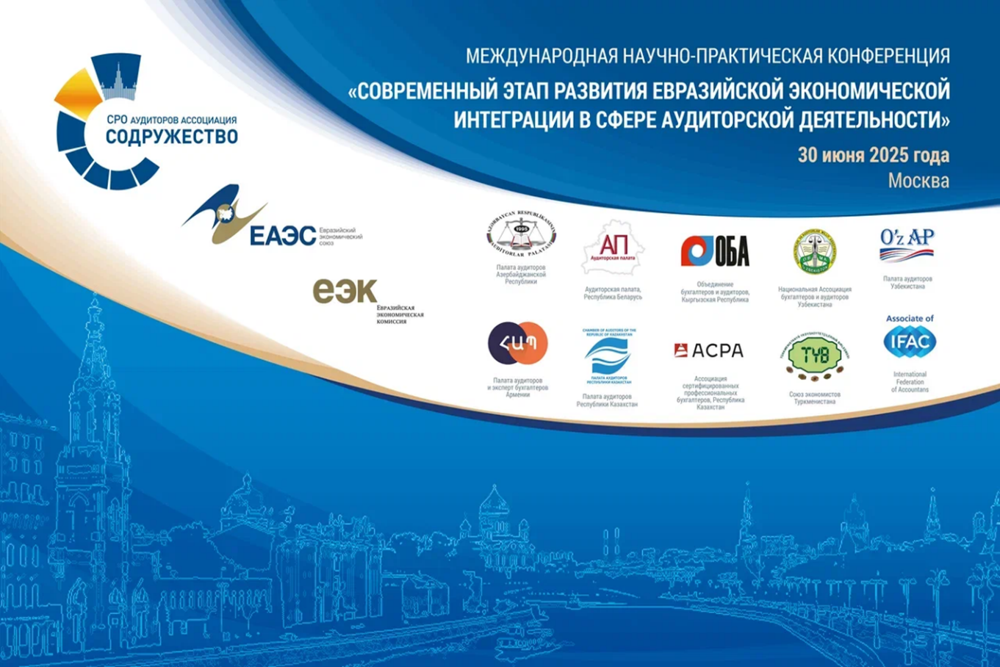 МЕЖДУНАРОДНАЯ НАУЧНО-ПРАКТИЧЕСКАЯ КОНФЕРЕНЦИЯ
«СОВРЕМЕННЫЙ ЭТАП РАЗВИТИЯ ЕВРАЗИЙСКОЙ ЭКОНОМИЧЕСКОЙ
ИНТЕГРАЦИИ В СФЕРЕ АУДИТОРСКОЙ ДЕЯТЕЛЬНОСТИ»
30 июня 2025 года
Москва
СРО АУДИТОРОВ АССОЦИАЦИЯ
СОДРУЖЕСТВО
ЕАЭС
Евразийский
экономический
союз
еэк
ЕВРАЗИЙСКАЯ
ЭКОНОМИЧЕСКАЯ
КОМИССИЯ
AZƏRBAYCAN RESPUBLİKASININ
1995
AUDİTORLAR PALATASI
Палата аудиторов
Азербайджанской
Республики
АП
Аудиторская палата
Аудиторская палата,
Республика Беларусь
ОБА
Объединение
бухгалтеров и аудиторов,
Кыргызская Республика
Национальная Ассоциация
бухгалтеров и аудиторов
Узбекистана
O'z AP
Палата аудиторов
Узбекистана
ՀԱՊ
Палата аудиторов
и эксперт бухгалтеров
Армении
CHAMBER OF AUDITORS OF THE
REPUBLIC OF KAZAKHSTAN
ПАЛАТА АУДИТОРОВ
РЕСПУБЛИКИ КАЗАХСТАН
Палата аудиторов
Республики Казахстан
АСРА
Ассоциация
сертифицированных
профессиональных
бухгалтеров, Республика
Казахстан
TYB
Союз экономистов
Туркменистана
Associate of
IFAC
International
Federation
of Accountans